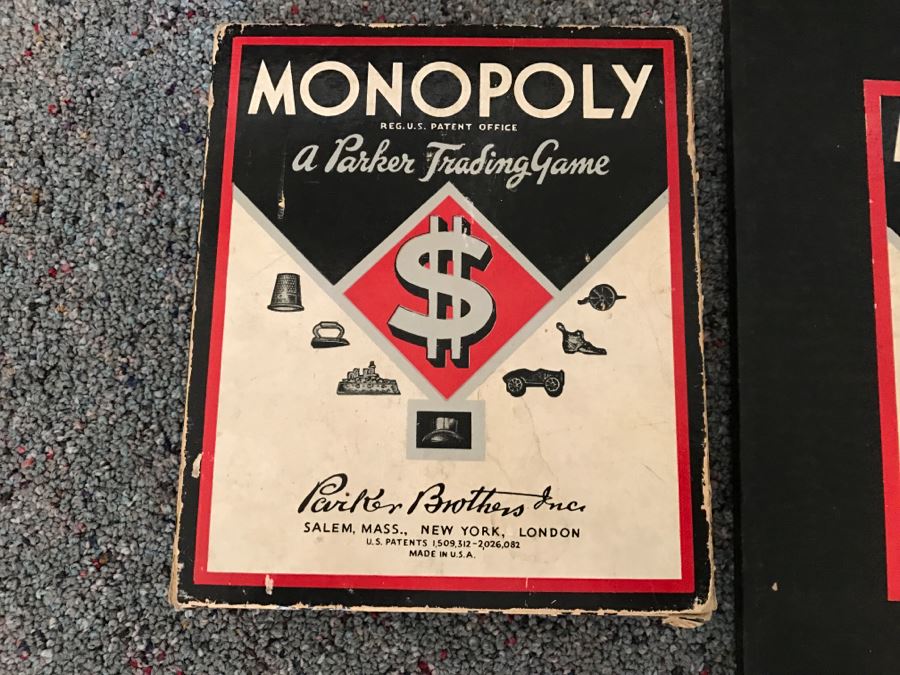 MONOPOLY
REG. U.S. PATENT OFFICE
a Parker Trading Game
$
Parker Brothers Inc.
SALEM, MASS., NEW YORK, LONDON
U.S. PATENTS 1,509,312-2,026,082
MADE IN U.S.A.